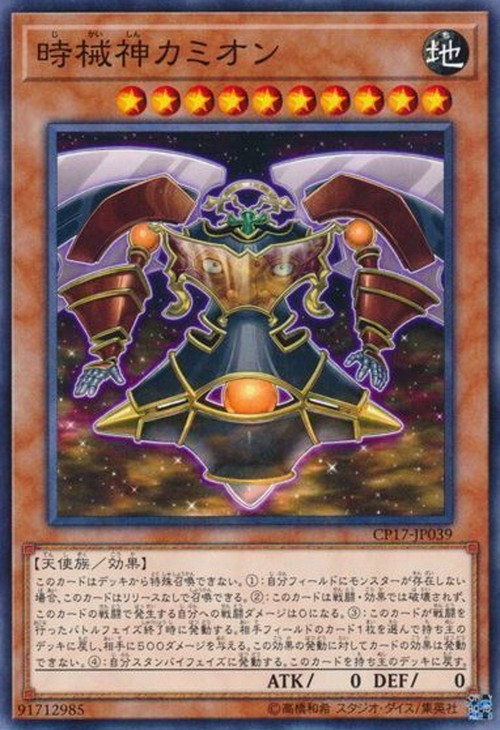 時械神カミオン
地
CP17-JP039
【天使族／効果】
このカードはデッキから特殊召喚できない。①：自分フィールドにモンスターが存在しない
場合、このカードはリリースなしで召喚できる。②：このカードは戦闘・効果では破壊されず、
このカードの戦闘で発生する自分への戦闘ダメージは０になる。③：このカードが戦闘を
行ったバトルフェイズ終了時に発動する。相手フィールドのカード１枚を選んで持ち主の
デッキに戻し、相手に５００ダメージを与える。この効果の発動に対してカードの効果は発動
できない。④：自分スタンバイフェイズに発動する。このカードを持ち主のデッキに戻す。
ATK/ 0 DEF/ 0
91712985
©高橋和希 スタジオ・ダイス/集英社